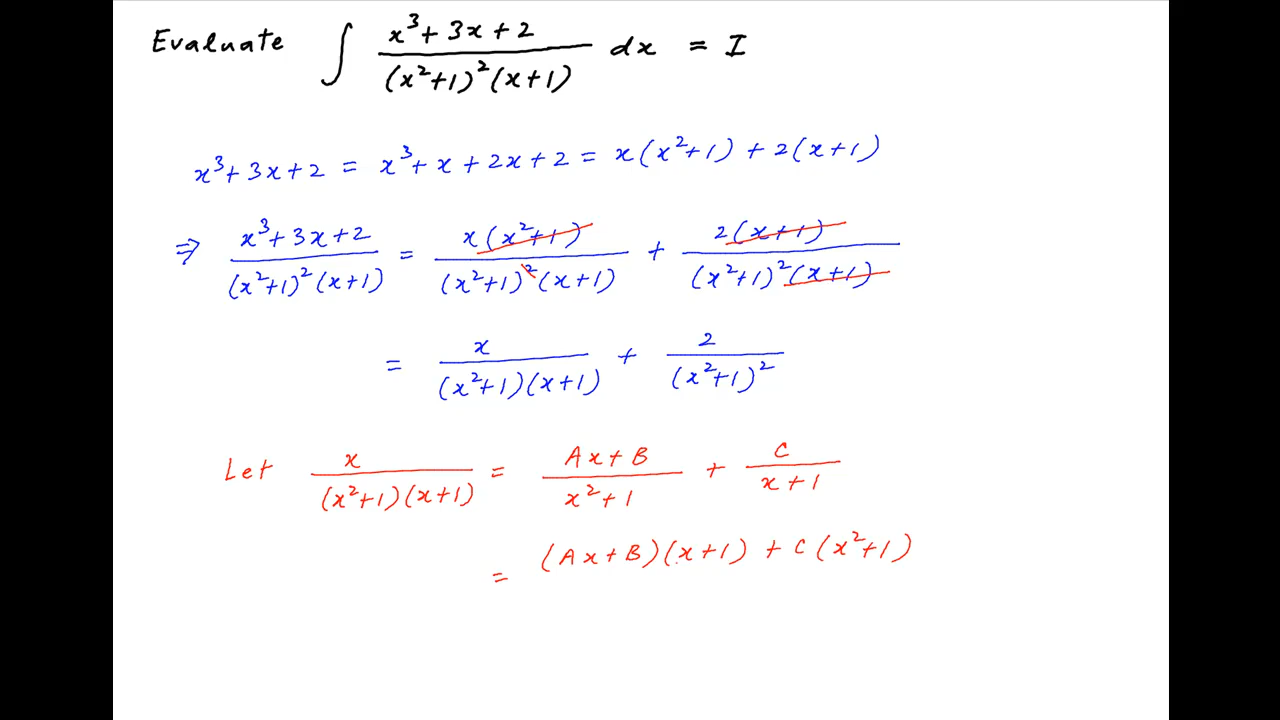 Evaluate ∫ (x³ + 3x + 2) / ((x²+1)²(x+1)) dx = I
x³ + 3x + 2 = x³ + x + 2x + 2 = x(x²+1) + 2(x+1)
⇒ (x³ + 3x + 2) / ((x²+1)²(x+1)) = x(x²+1) / ((x²+1)²(x+1)) + 2(x+1) / ((x²+1)²(x+1))
= x / ((x²+1)(x+1)) + 2 / (x²+1)²
Let x / ((x²+1)(x+1)) = (Ax + B) / (x² + 1) + C / (x + 1)
= (Ax + B)(x+1) + C(x²+1)